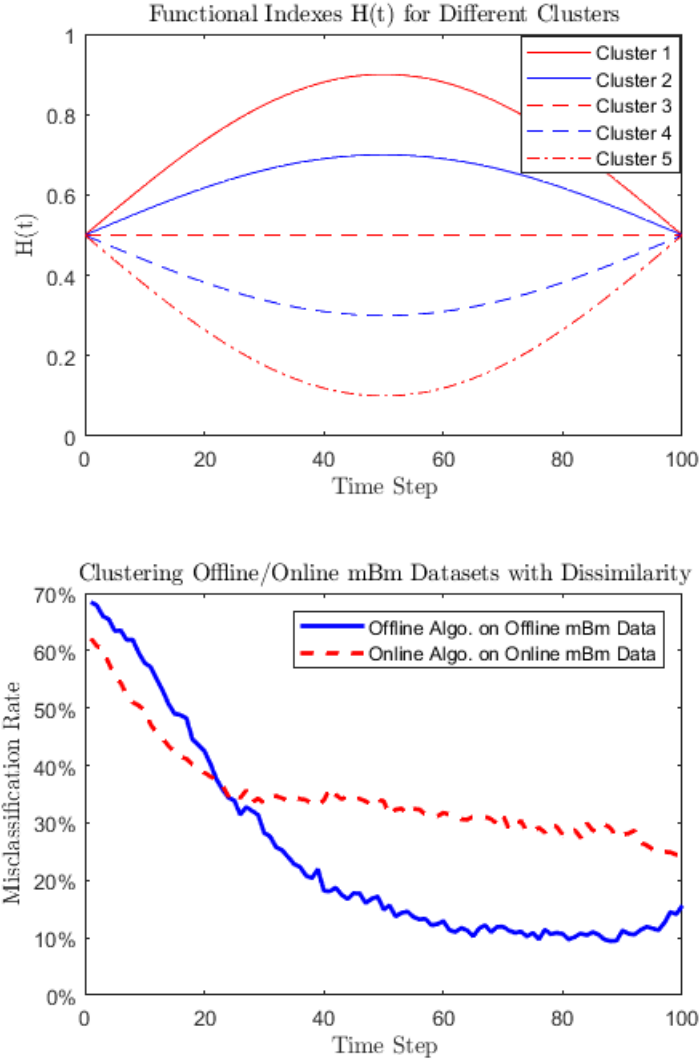 Functional Indexes H(t) for Different Clusters
1
Cluster 1
Cluster 2
0.8
Cluster 3
Cluster 4
Cluster 5
0.6
H(t)
0.4
0.2
0
0 20 40 60 80 100
Time Step
Clustering Offline/Online mBm Datasets with Dissimilarity
70%
Offline Algo. on Offline mBm Data
Online Algo. on Online mBm Data
60%
50%
40%
Misclassification Rate
30%
20%
10%
0%
0 20 40 60 80 100
Time Step